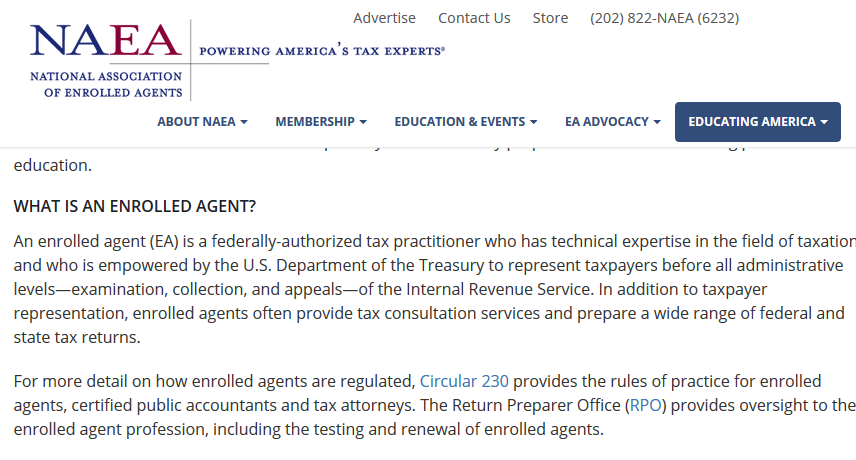 Advertise Contact Us Store (202) 822-NAEA (6232)
NAEA
POWERING AMERICA'S TAX EXPERTS®
NATIONAL ASSOCIATION
OF ENROLLED AGENTS
ABOUT NAEA MEMBERSHIP EDUCATION & EVENTS EA ADVOCACY EDUCATING AMERICA
education.
WHAT IS AN ENROLLED AGENT?
An enrolled agent (EA) is a federally-authorized tax practitioner who has technical expertise in the field of taxation
and who is empowered by the U.S. Department of the Treasury to represent taxpayers before all administrative
levels—examination, collection, and appeals—of the Internal Revenue Service. In addition to taxpayer
representation, enrolled agents often provide tax consultation services and prepare a wide range of federal and
state tax returns.
For more detail on how enrolled agents are regulated, Circular 230 provides the rules of practice for enrolled
agents, certified public accountants and tax attorneys. The Return Preparer Office (RPO) provides oversight to the
enrolled agent profession, including the testing and renewal of enrolled agents.